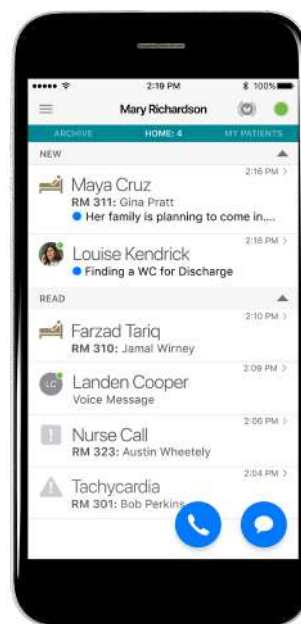 2:19 PM
100%
Mary Richardson
ARCHIVE HOME: 4 MY PATIENTS
NEW
2:16 PM
Maya Cruz
RM 311: Gina Pratt
Her family is planning to come in....
2:16 PM
Louise Kendrick
Finding a WC for Discharge
READ
2:10 PM
Farzad Tariq
RM 310: Jamal Wirney
2:09 PM
LC
Landen Cooper
Voice Message
2:06 PM
Nurse Call
RM 323: Austin Wheetely
2:04 PM
Tachycardia
RM 301: Bob Perkins